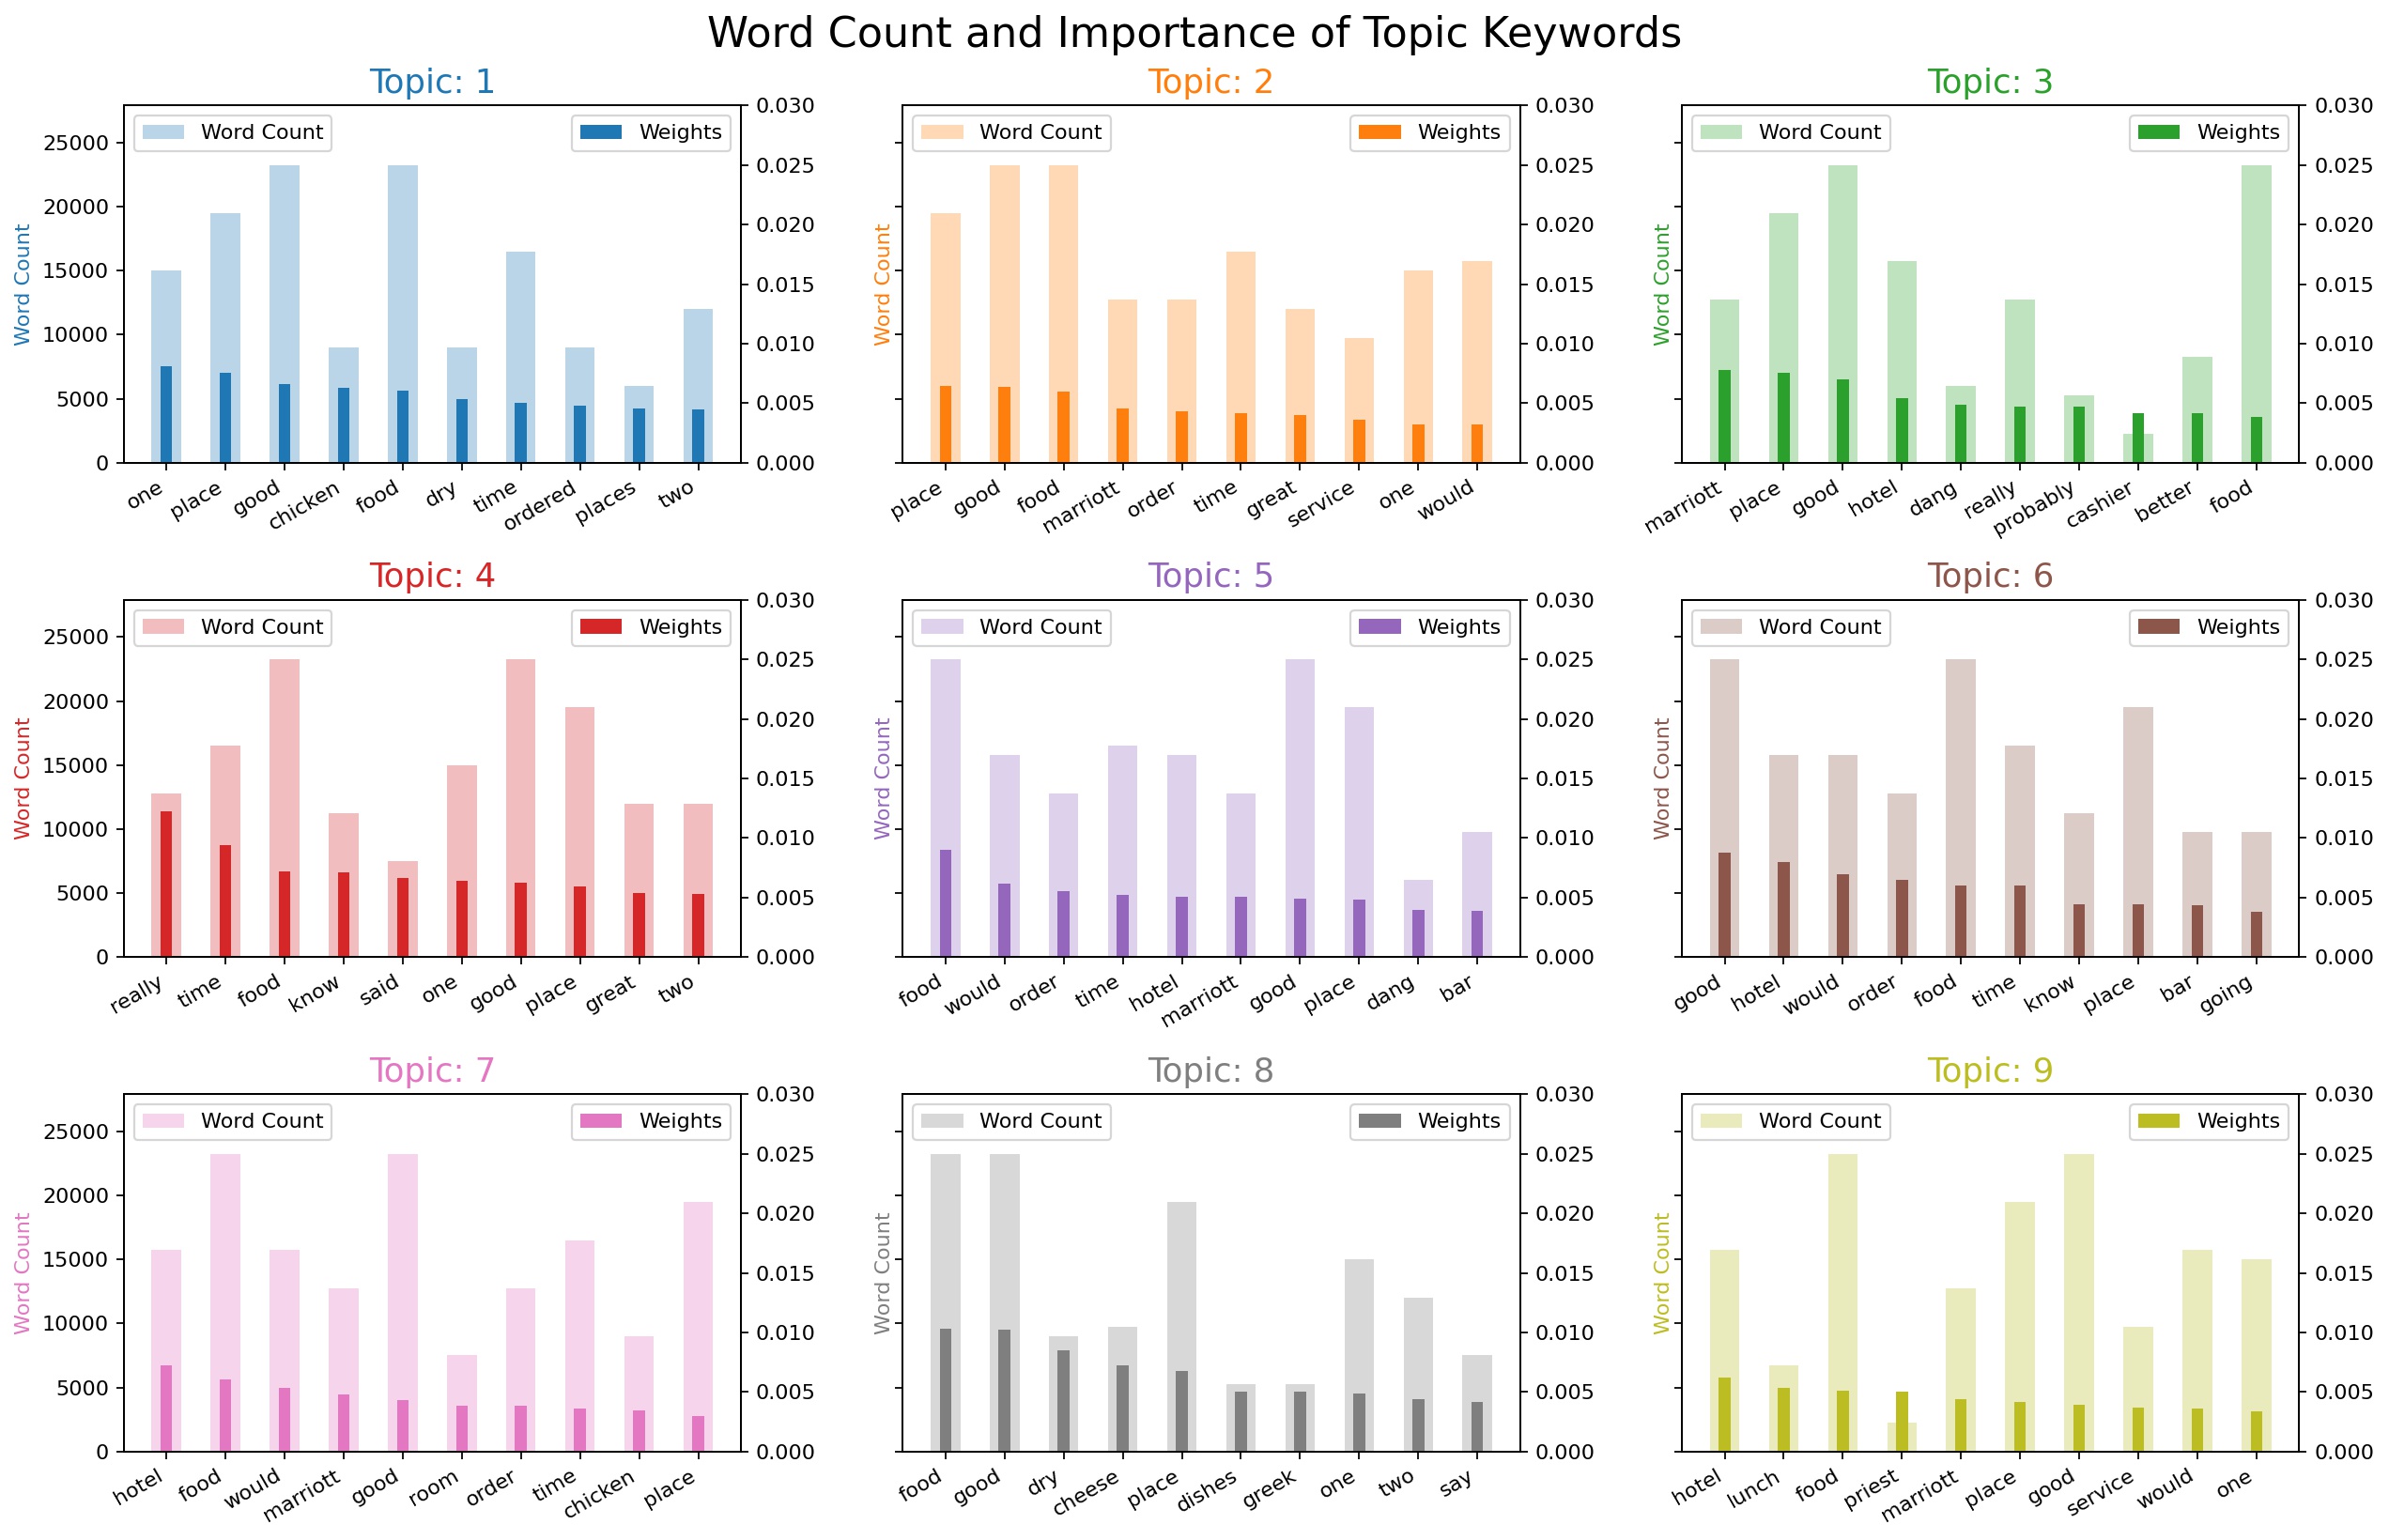 Word Count and Importance of Topic Keywords
Topic: 1
Word Count
Weights
25000
20000
15000
10000
5000
0
Word Count
0.030
0.025
0.020
0.015
0.010
0.005
0.000
one place good chicken food dry time ordered places two
Topic: 2
Word Count
Weights
Word Count
0.030
0.025
0.020
0.015
0.010
0.005
0.000
place good food marriott order time great service one would
Topic: 3
Word Count
Weights
Word Count
0.030
0.025
0.020
0.015
0.010
0.005
0.000
marriott place good hotel dang really probably cashier better food
Topic: 4
Word Count
Weights
25000
20000
15000
10000
5000
0
Word Count
0.030
0.025
0.020
0.015
0.010
0.005
0.000
really time food know said one good place great two
Topic: 5
Word Count
Weights
Word Count
0.030
0.025
0.020
0.015
0.010
0.005
0.000
food would order time hotel marriott good place dang bar
Topic: 6
Word Count
Weights
Word Count
0.030
0.025
0.020
0.015
0.010
0.005
0.000
good hotel would order food time know place bar going
Topic: 7
Word Count
Weights
25000
20000
15000
10000
5000
0
Word Count
0.030
0.025
0.020
0.015
0.010
0.005
0.000
hotel food would marriott good room order time chicken place
Topic: 8
Word Count
Weights
Word Count
0.030
0.025
0.020
0.015
0.010
0.005
0.000
food good dry cheese place dishes greek one two say
Topic: 9
Word Count
Weights
Word Count
0.030
0.025
0.020
0.015
0.010
0.005
0.000
hotel lunch food priest marriott place good service would one